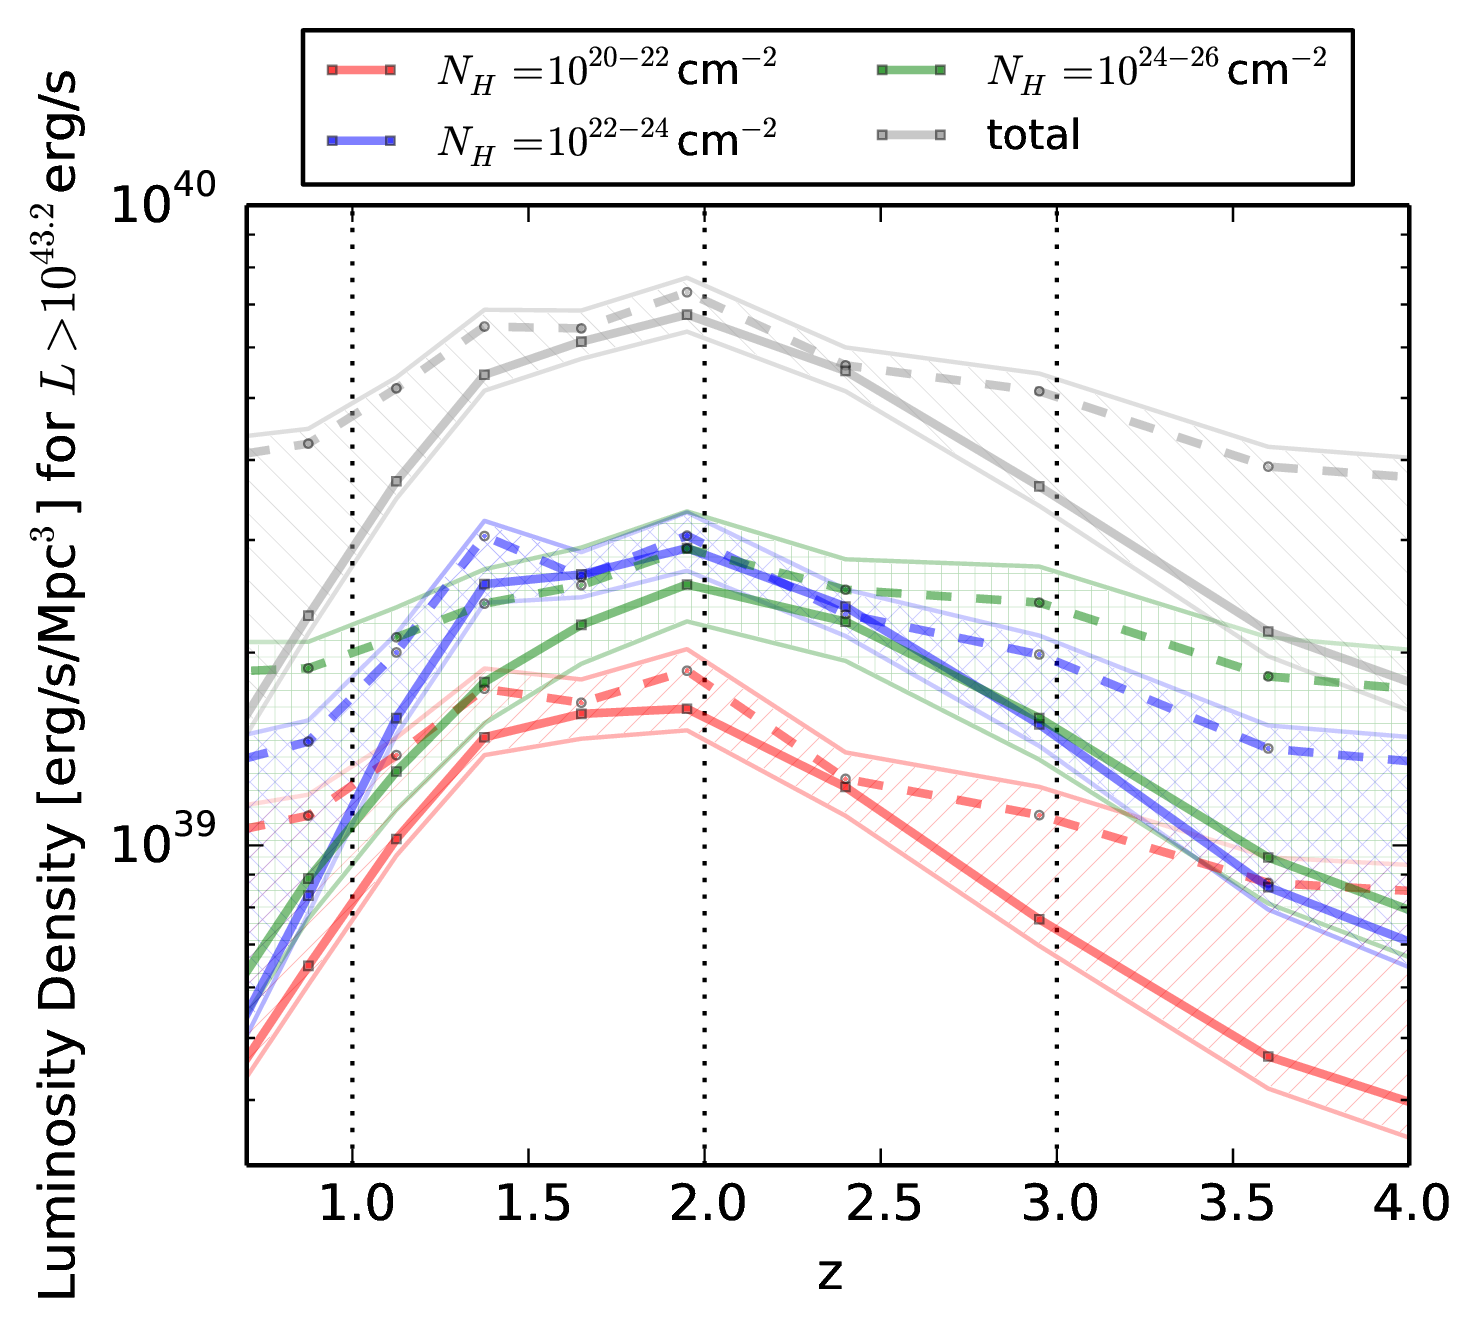 N_H =10^{20−22} cm^{−2}
N_H =10^{22−24} cm^{−2}
N_H =10^{24−26} cm^{−2}
total
Luminosity Density [erg/s/Mpc^3] for L >10^{43.2} erg/s
10^{40}
10^{39}
1.0 1.5 2.0 2.5 3.0 3.5 4.0
z